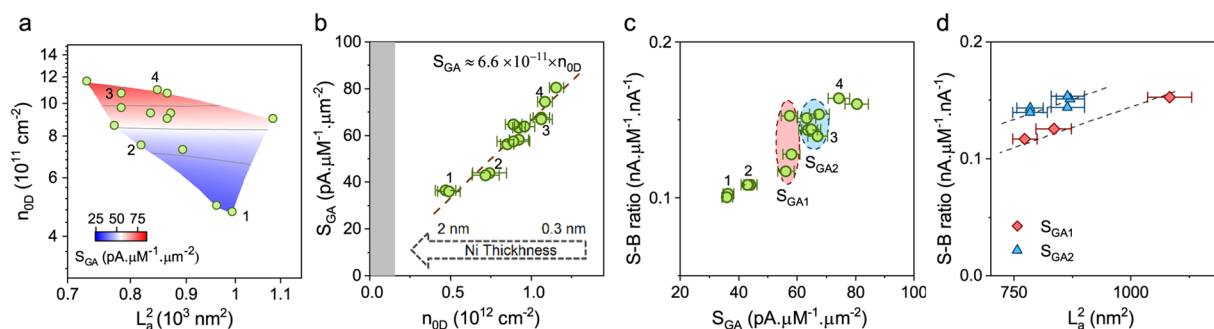 a
14
12
10
8
6
4
n0D (10^11 cm^-2)
3
4
2
1
25 50 75
SGA (pA.μM^-1.μm^-2)
0.7 0.8 0.9 1 1.1
La^2 (10^3 nm^2)
b
100
80
60
40
20
0
SGA (pA.μM^-1.μm^-2)
SGA ≈ 6.6 ×10^-11×n0D
4
3
2
1
2 nm 0.3 nm
Ni Thickhness
0.0 0.5 1.0
n0D (10^12 cm^-2)
c
0.2
0.1
S-B ratio (nA.μM^-1.nA^-1)
4
3
SGA2
SGA1
1 2
20 40 60 80 100
SGA (pA.μM^-1.μm^-2)
d
0.2
0.1
0.0
S-B ratio (nA.μM^-1.nA^-1)
SGA1
SGA2
750 1000
La^2 (nm^2)